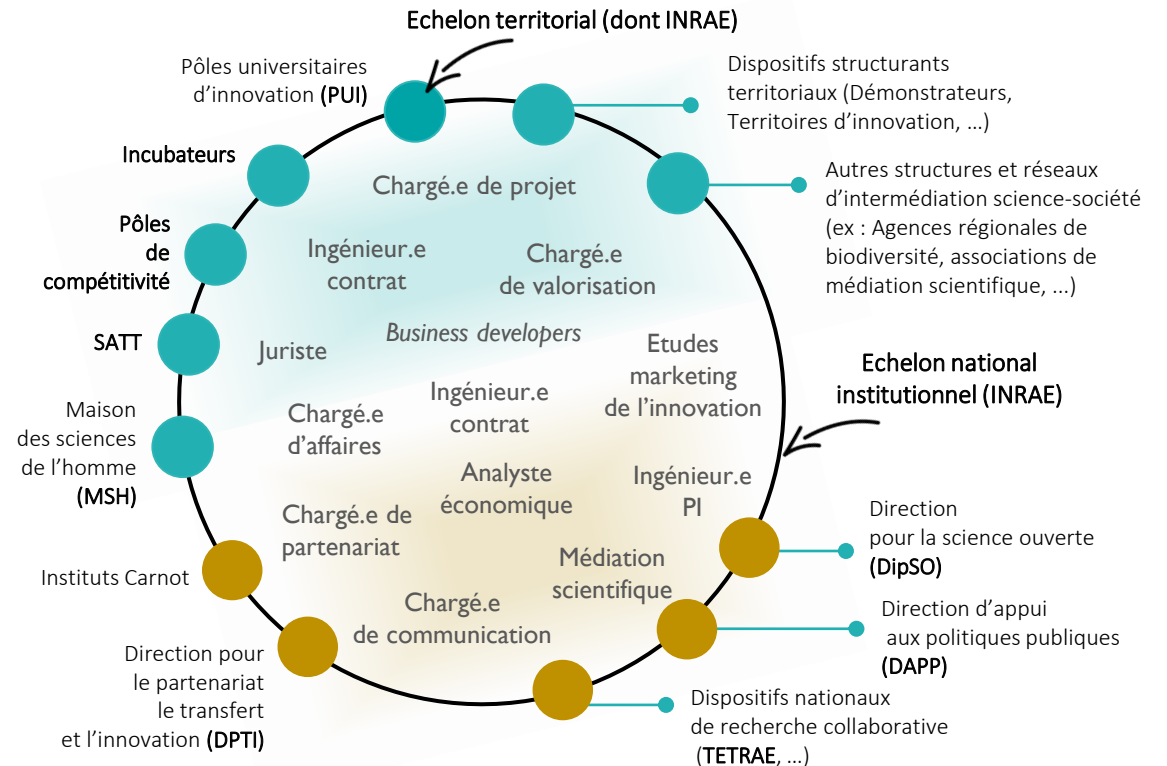 Echelon territorial (dont INRAE)
Pôles universitaires
d’innovation (PUI)
Dispositifs structurants
territoriaux (Démonstrateurs,
Territoires d’innovation, …)
Incubateurs
Autres structures et réseaux
d’intermédiation science-société
(ex : Agences régionales de
biodiversité, associations de
médiation scientifique, ...)
Pôles
de
compétitivité
SATT
Maison
des sciences
de l’homme
(MSH)
Chargé.e de projet
Ingénieur.e
contrat
Chargé.e
de valorisation
Business developers
Juriste
Etudes
marketing
de l’innovation
Ingénieur.e
contrat
Chargé.e
d’affaires
Analyste
économique
Ingénieur.e
PI
Chargé.e de
partenariat
Médiation
scientifique
Chargé.e
de communication
Echelon national
institutionnel (INRAE)
Instituts Carnot
Direction pour
le partenariat
le transfert
et l’innovation (DPTI)
Direction
pour la science ouverte
(DipSO)
Direction d’appui
aux politiques publiques
(DAPP)
Dispositifs nationaux
de recherche collaborative
(TETRAE, …)